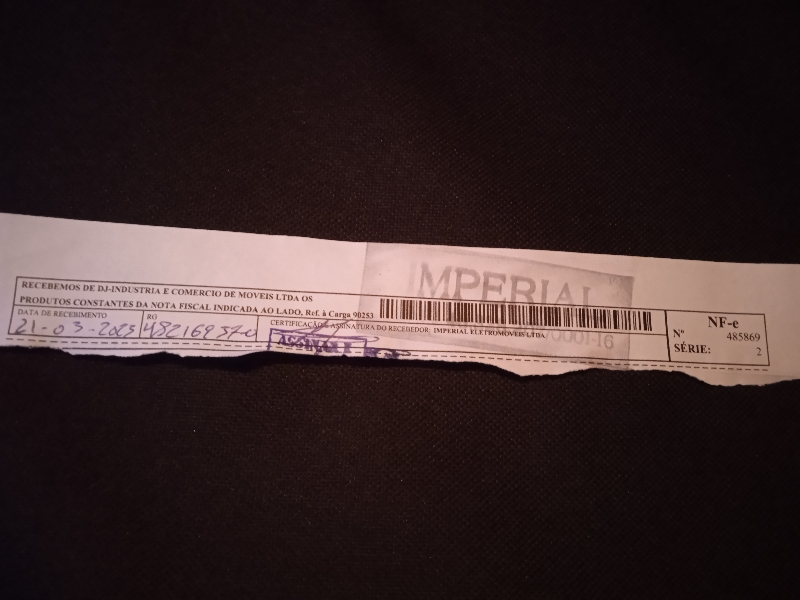 IMPERIAL
0001-16
RECEBEMOS DE DJ-INDUSTRIA E COMERCIO DE MOVEIS LTDA OS
PRODUTOS CONSTANTES DA NOTA FISCAL INDICADA AO LADO, Ref. à Carga 90253
DATA DE RECEBIMENTO
21-03-2025
RG
CERTIFICAÇÃO E ASSINATURA DO RECEBEDOR: IMPERIAL ELETROMOVEIS LTDA.
NF-e
Nº 485869
SÉRIE: 2